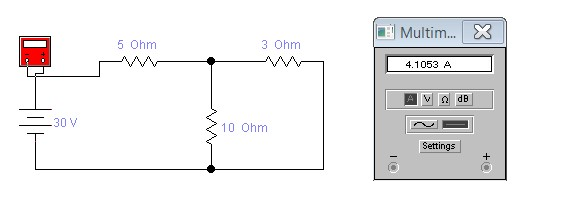 5 Ohm
3 Ohm
10 Ohm
30 V
Multim...
4.1053 A
A V Ω dB
Settings
- +